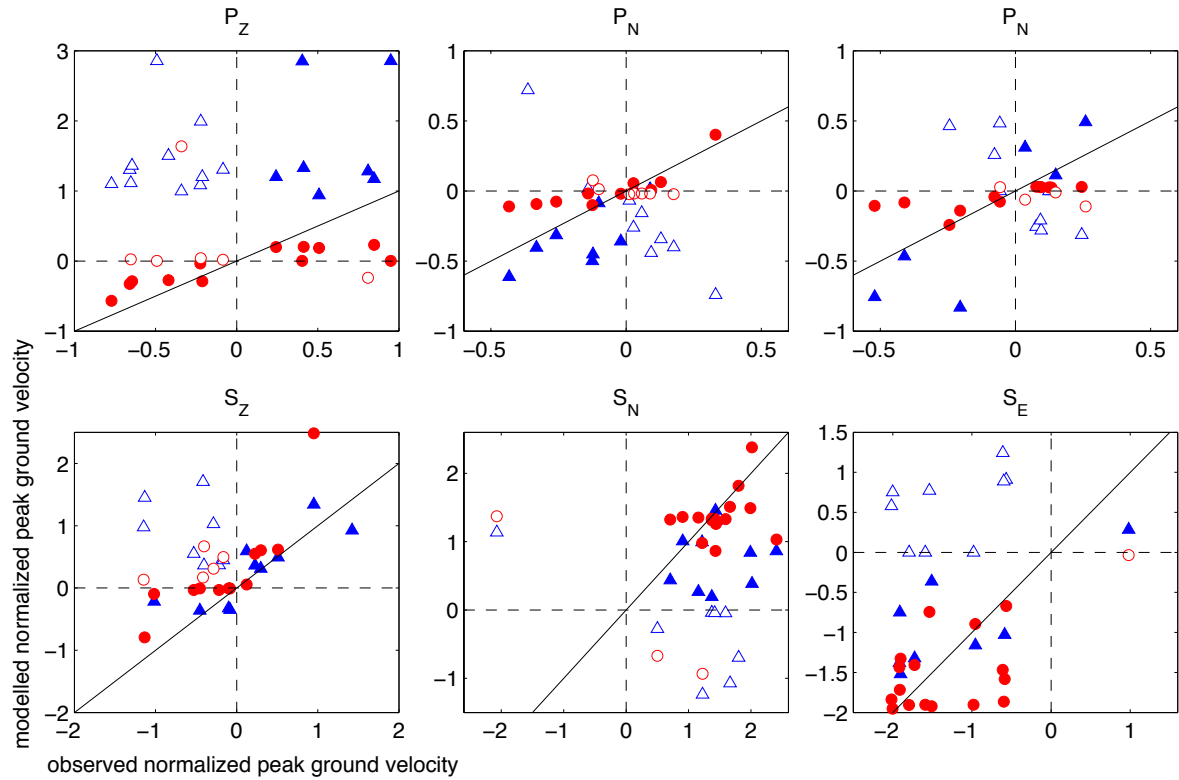 P_Z P_N P_N
3 1 1
2 0.5 0.5
1 0 0
0 −0.5 −0.5
−1 −1 −1
−1 −0.5 0 0.5 1 −0.5 0 0.5 −0.5 0 0.5
S_Z S_N S_E
2 2 1.5
1 1 1
0 0 0.5
−1 −1 0
−2 −0.5
−1
−1.5
−2
−2 −1 0 1 2 −2 −1 0 1 2 −2 −1 0 1
modelled normalized peak ground velocity
observed normalized peak ground velocity